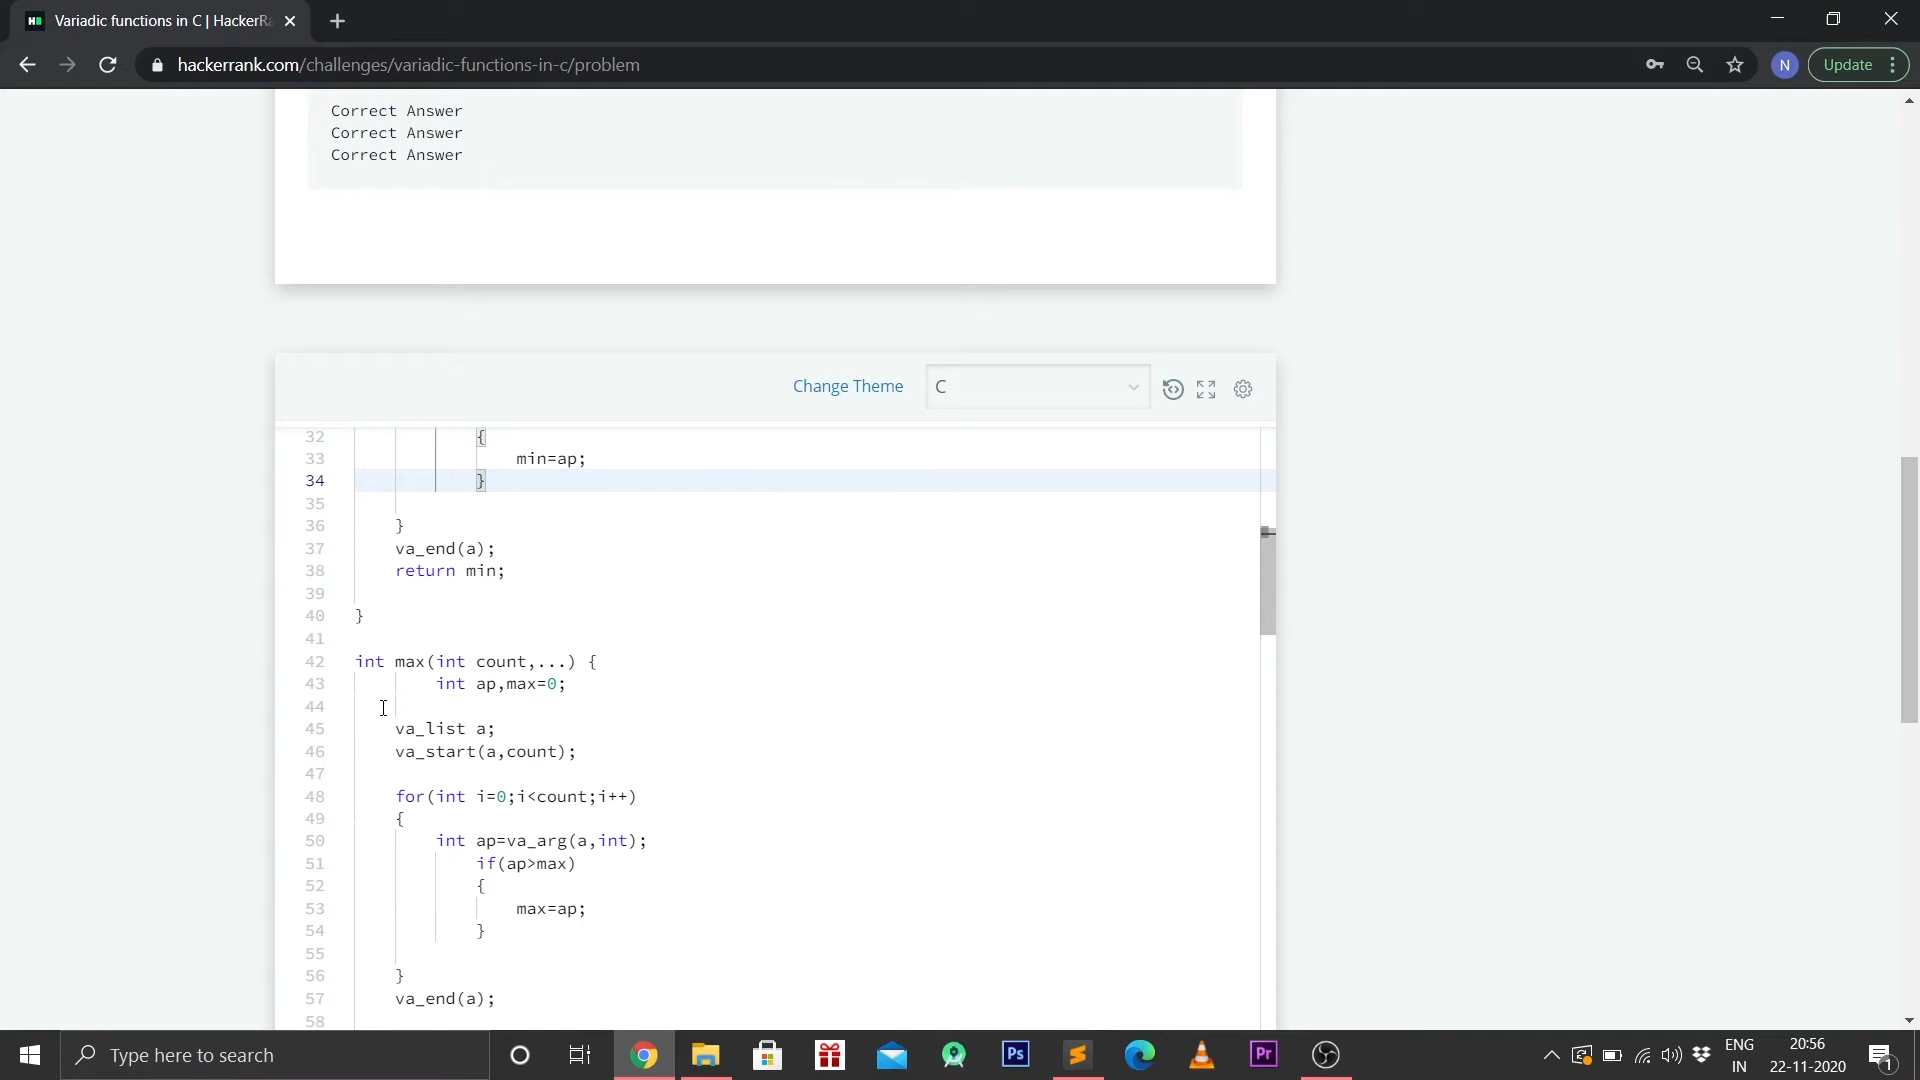 Variadic functions in C | HackerRa
hackerrank.com/challenges/variadic-functions-in-c/problem
N
Update
Correct Answer
Correct Answer
Correct Answer
Change Theme
C
32 {
33 min=ap;
34 }
35
36 }
37 va_end(a);
38 return min;
39
40 }
41
42 int max(int count,...) {
43 int ap,max=0;
44
45 va_list a;
46 va_start(a,count);
47
48 for(int i=0;i<count;i++)
49 {
50 int ap=va_arg(a,int);
51 if(ap>max)
52 {
53 max=ap;
54 }
55
56 }
57 va_end(a);
58
Type here to search
Ps
Pr
ENG
IN
20:56
22-11-2020
1